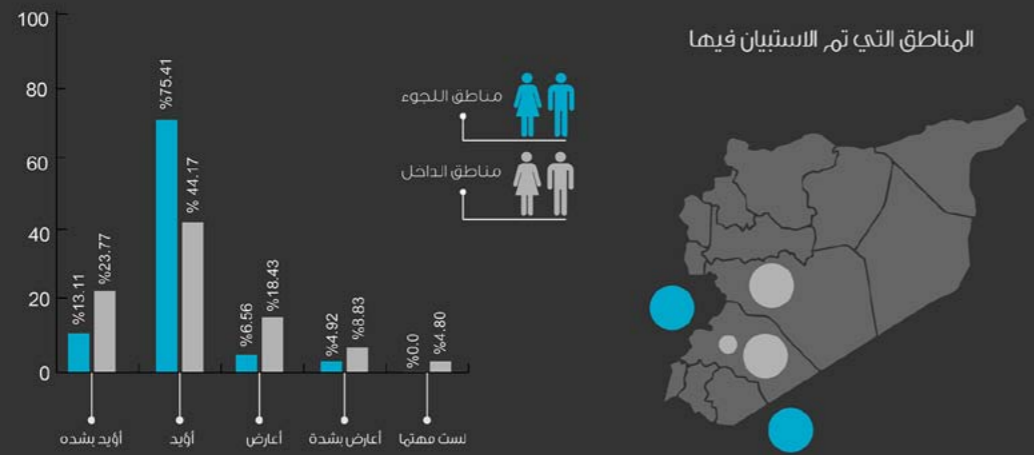 المناطق التي تم الاستبيان فيها
مناطق اللجوء
مناطق الداخل
100
80
60
40
20
0
%13.11
%23.77
%75.41
% 44.17
%6.56
%18.43
%4.92
%8.83
%0.0
%4.80
أؤيد بشده
أؤيد
أعارض
أعارض بشدة
لست مهتما